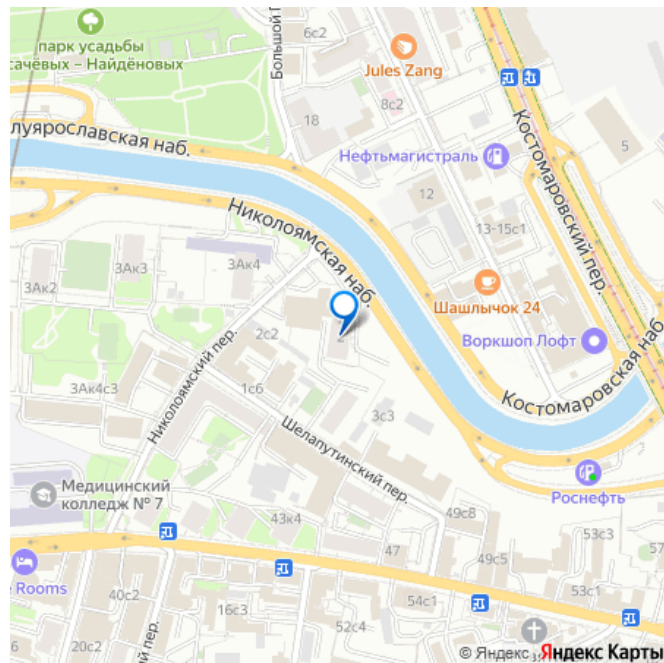 парк усадьбы
сачёвых – Найдёновых
Большой П
6с2
Jules Zang
8с2
18
луярославская наб.
Нефтьмагистраль
Костомаровский пер.
5
12
13-15с1
Николоямская наб.
3Ак2
3Ак3
3Ак4
Шашлычок 24
Воркшоп Лофт
Костомаровская наб
2с2
2
3Ак4с3
Николоямский пер.
1с6
3с3
Шелапутинский пер.
Роснефть
Медицинский
колледж № 7
43к4
49с8
47
49с5
53с3
57
e Rooms
40с2
16с3
54с1
53с1
52с4
6
20с2
пер.
© Яндекс Яндекс Карты